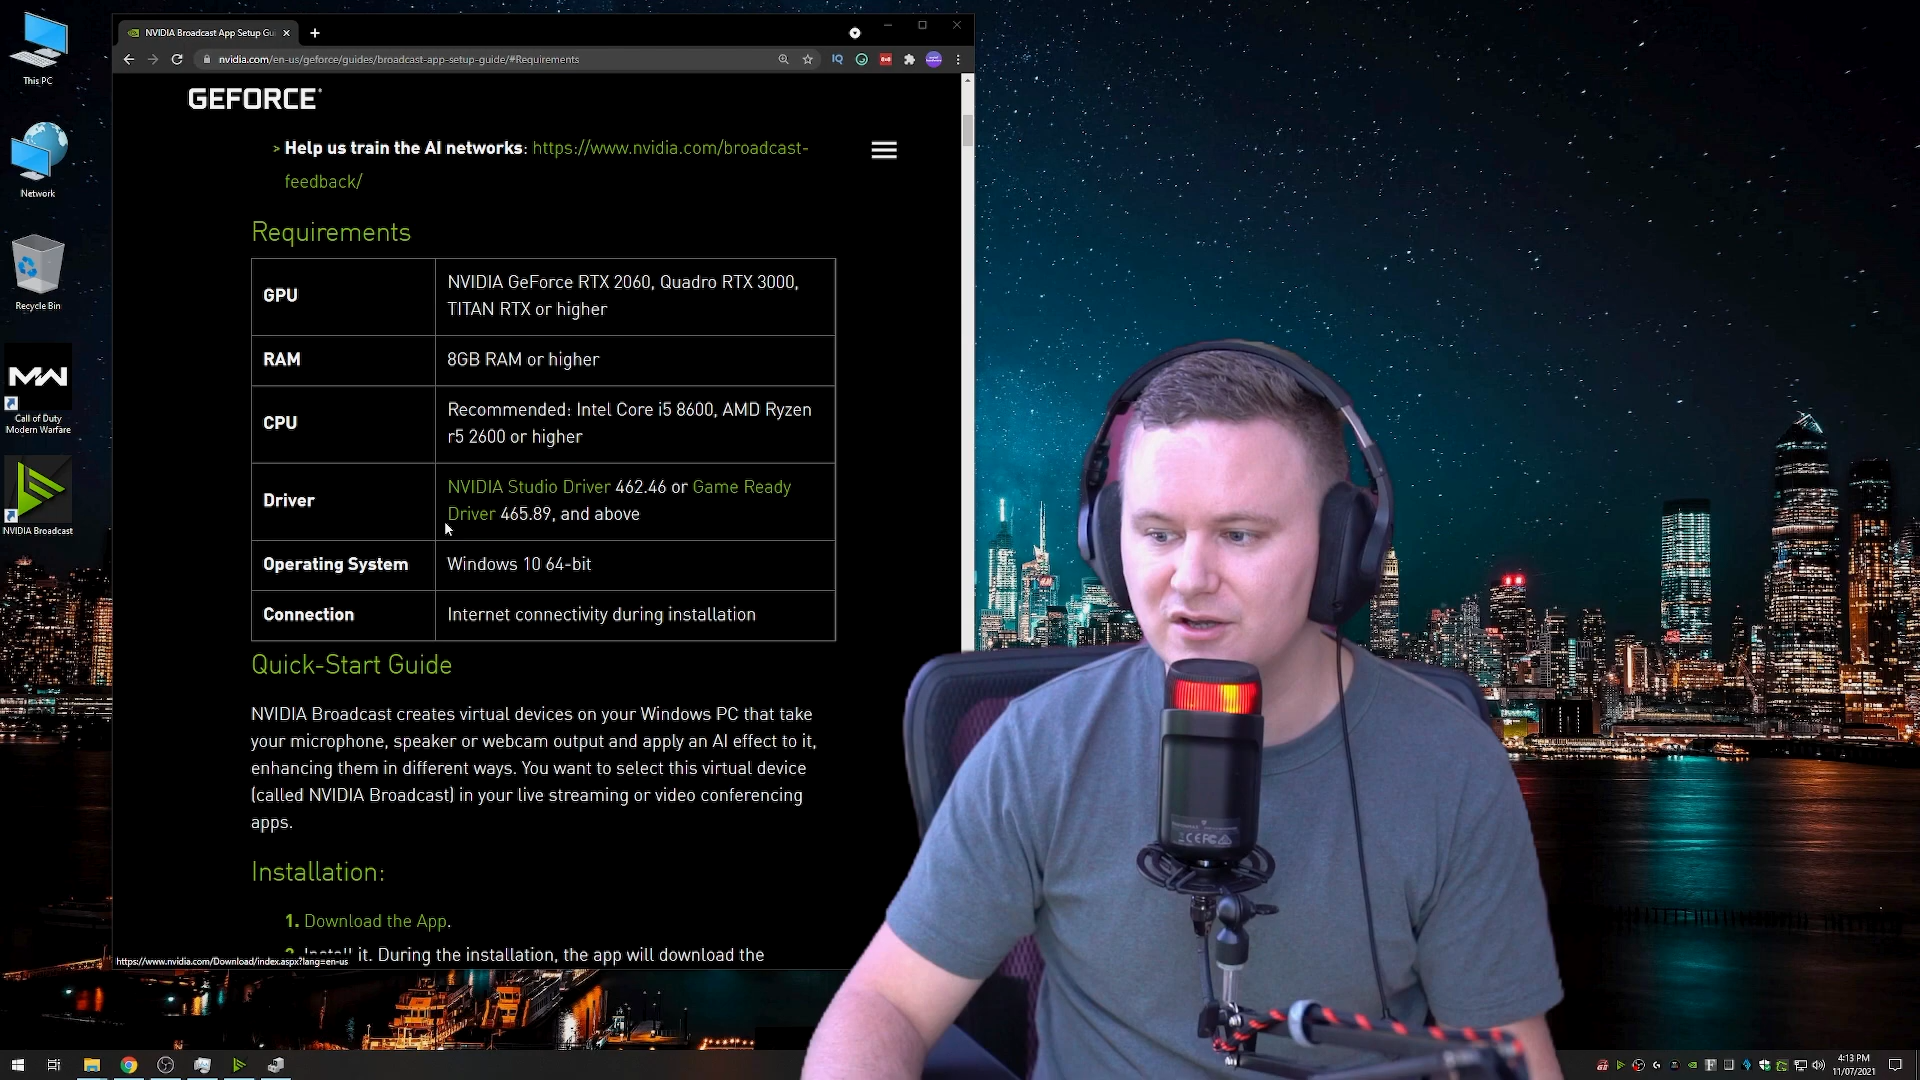 This PC
Network
Recycle Bin
MW
Call of Duty
Modern Warfare
NVIDIA Broadcast
NVIDIA Broadcast App Setup Gu
nvidia.com/en-us/geforce/guides/broadcast-app-setup-guide/#Requirements
IQ
GEFORCE
> Help us train the AI networks: https://www.nvidia.com/broadcast-
feedback/
Requirements
GPU
NVIDIA GeForce RTX 2060, Quadro RTX 3000,
TITAN RTX or higher
RAM
8GB RAM or higher
CPU
Recommended: Intel Core i5 8600, AMD Ryzen
r5 2600 or higher
Driver
NVIDIA Studio Driver 462.46 or Game Ready
Driver 465.89, and above
Operating System
Windows 10 64-bit
Connection
Internet connectivity during installation
Quick-Start Guide
NVIDIA Broadcast creates virtual devices on your Windows PC that take
your microphone, speaker or webcam output and apply an AI effect to it,
enhancing them in different ways. You want to select this virtual device
(called NVIDIA Broadcast) in your live streaming or video conferencing
apps.
Installation:
1. Download the App.
2. Install it. During the installation, the app will download the
https://www.nvidia.com/Download/index.aspx?lang=en-us
4:13 PM
11/07/2021